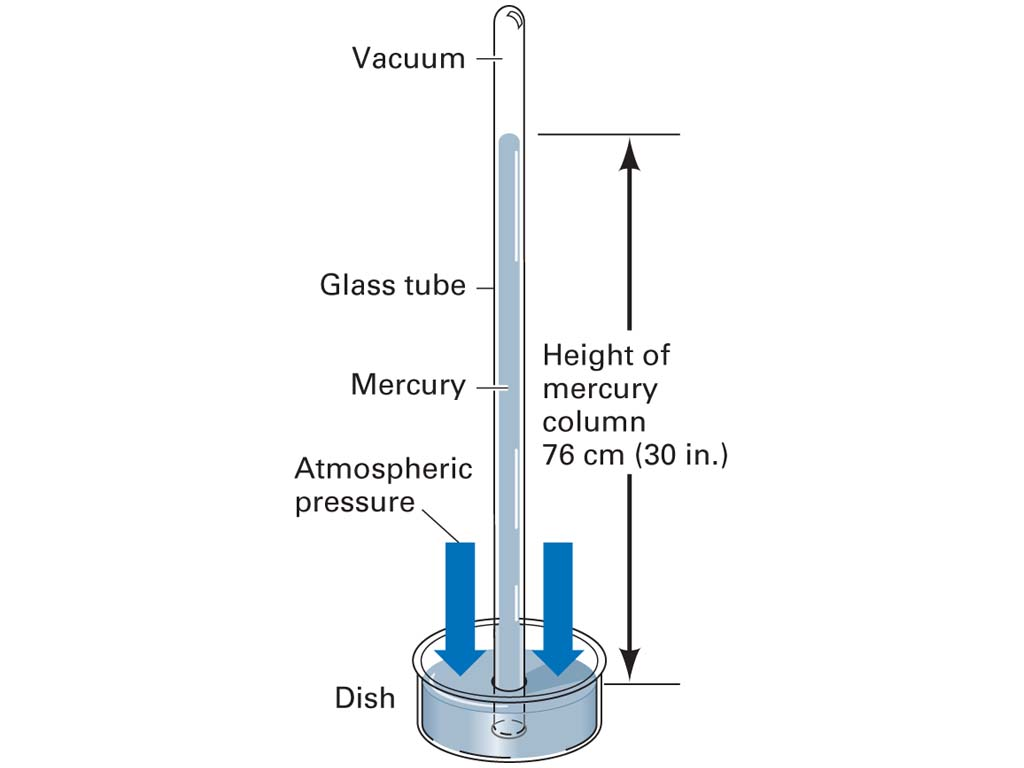 Vacuum
Glass tube
Mercury
Height of
mercury
column
76 cm (30 in.)
Atmospheric
pressure
Dish